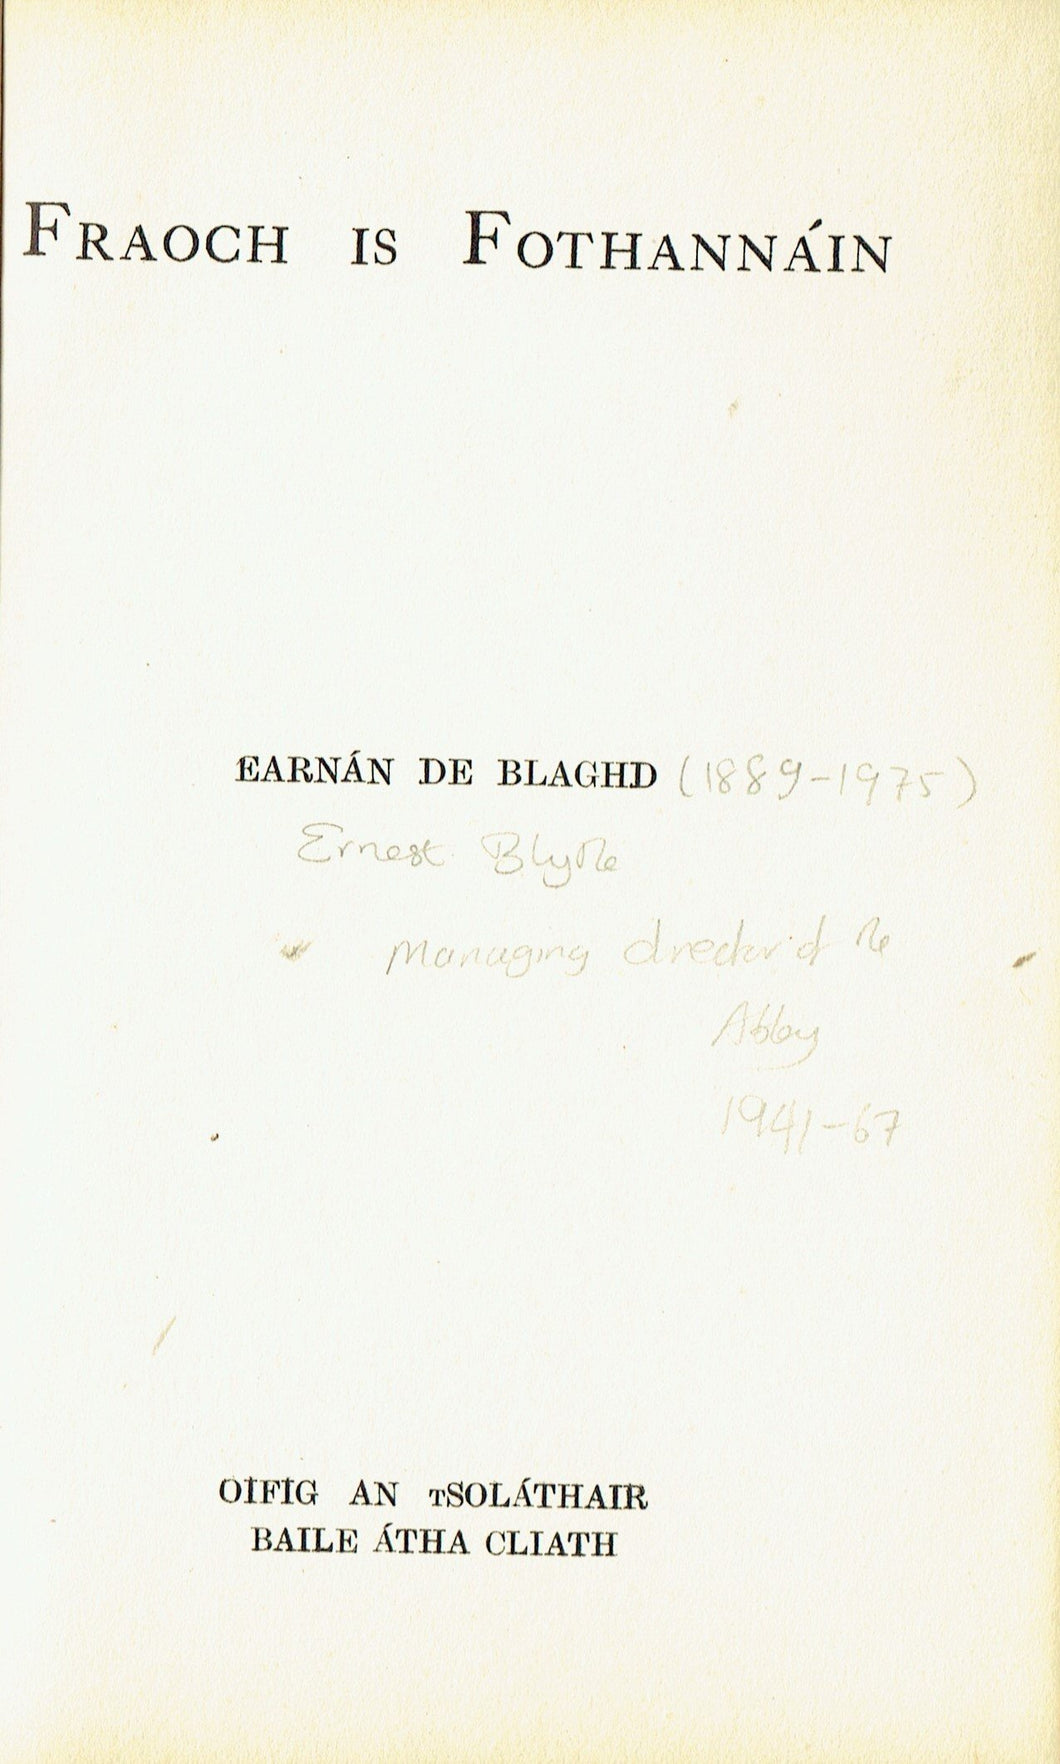 FRAOCH IS FOTHANNÁIN
EARNÁN DE BLAGHD (1889-1975)
Ernest Blythe
Managing director of the
Abbey
1941-67
OIFIG AN tSOLÁTHAIR
BAILE ÁTHA CLIATH